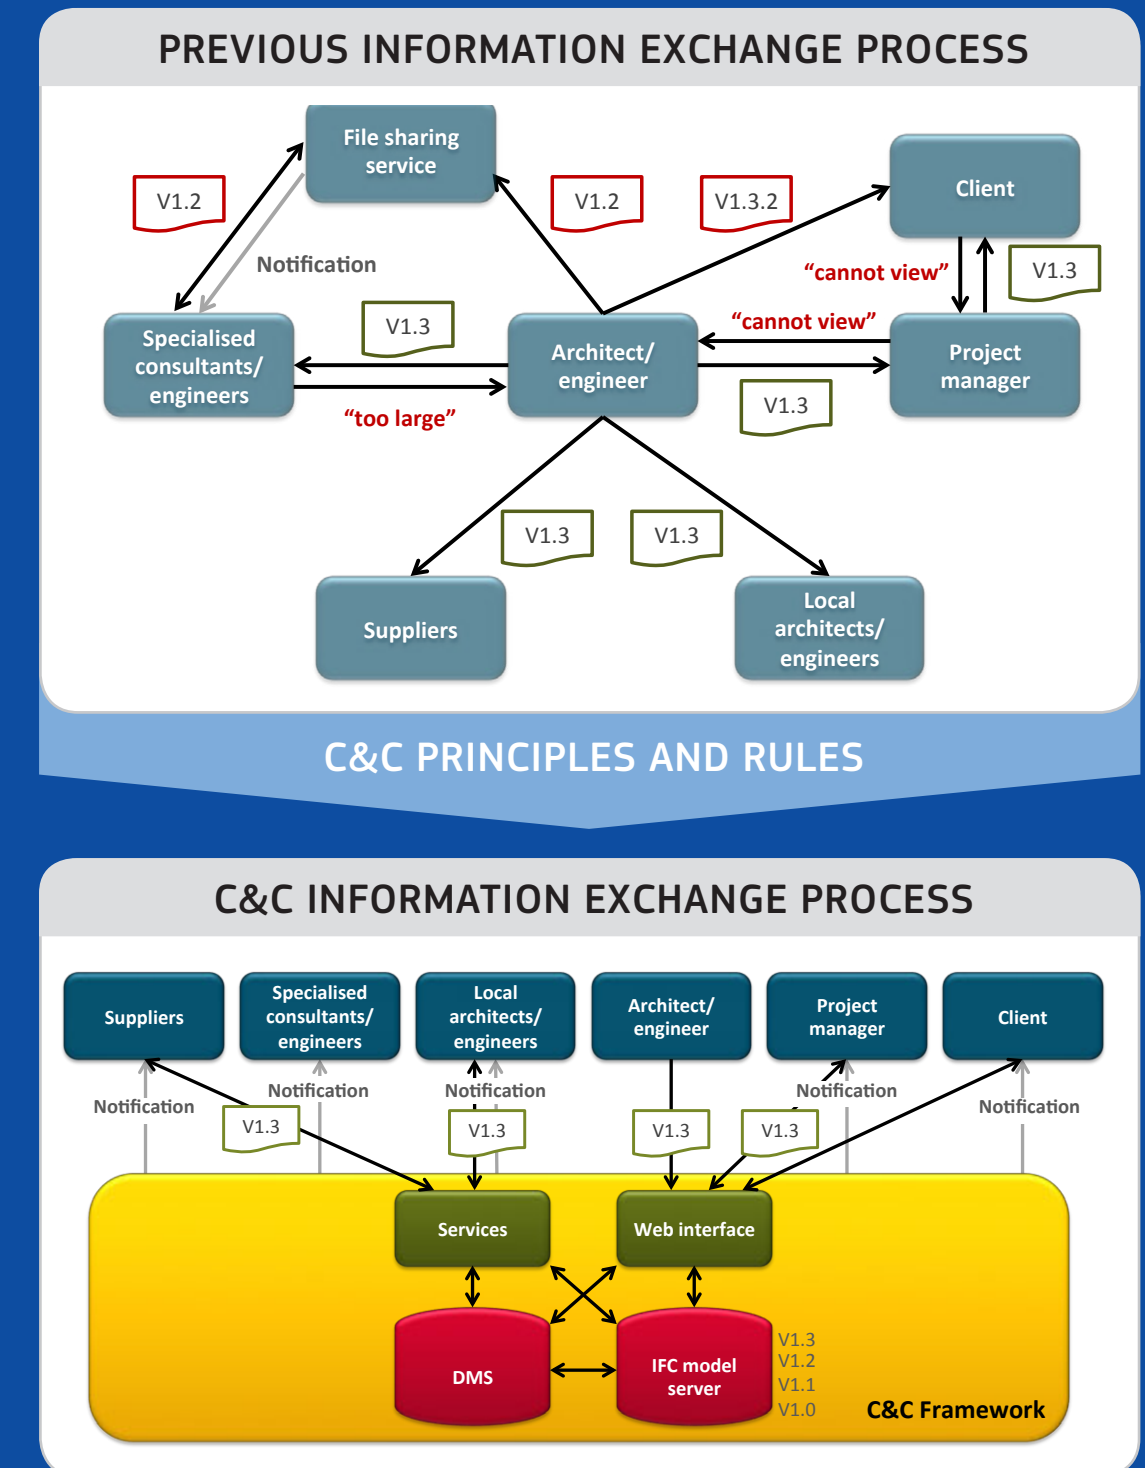 PREVIOUS INFORMATION EXCHANGE PROCESS
File sharing
service
Client
V1.2
V1.2
V1.3.2
Notification
"cannot view"
V1.3
V1.3
"cannot view"
Specialised
consultants/
engineers
Architect/
engineer
Project
manager
"too large"
V1.3
V1.3
V1.3
Suppliers
Local
architects/
engineers
C&C PRINCIPLES AND RULES
C&C INFORMATION EXCHANGE PROCESS
Suppliers
Specialised
consultants/
engineers
Local
architects/
engineers
Architect/
engineer
Project
manager
Client
Notification
Notification
Notification
Notification
Notification
V1.3
V1.3
V1.3
V1.3
Services
Web interface
DMS
IFC model
server
V1.3
V1.2
V1.1
V1.0
C&C Framework